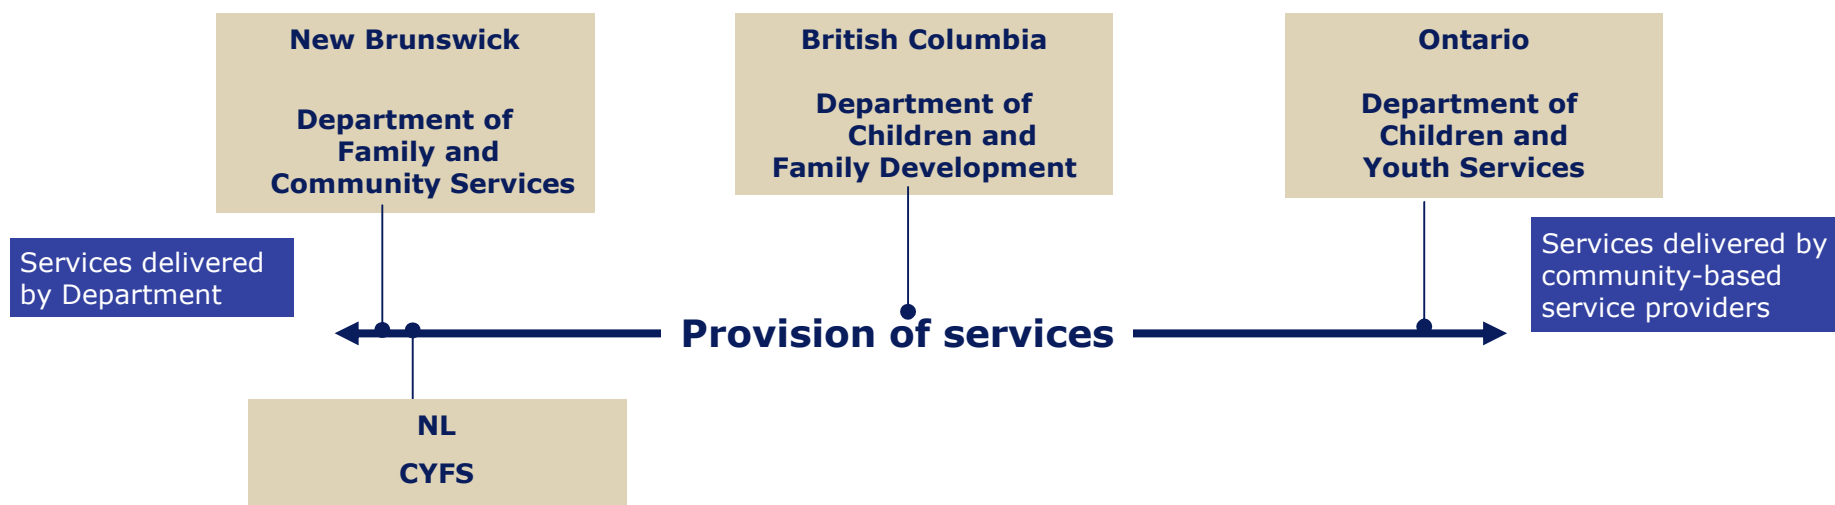 New Brunswick
Department of
Family and
Community Services
British Columbia
Department of
Children and
Family Development
Ontario
Department of
Children and
Youth Services
Services delivered
by Department
Provision of services
Services delivered by
community-based
service providers
NL
CYFS